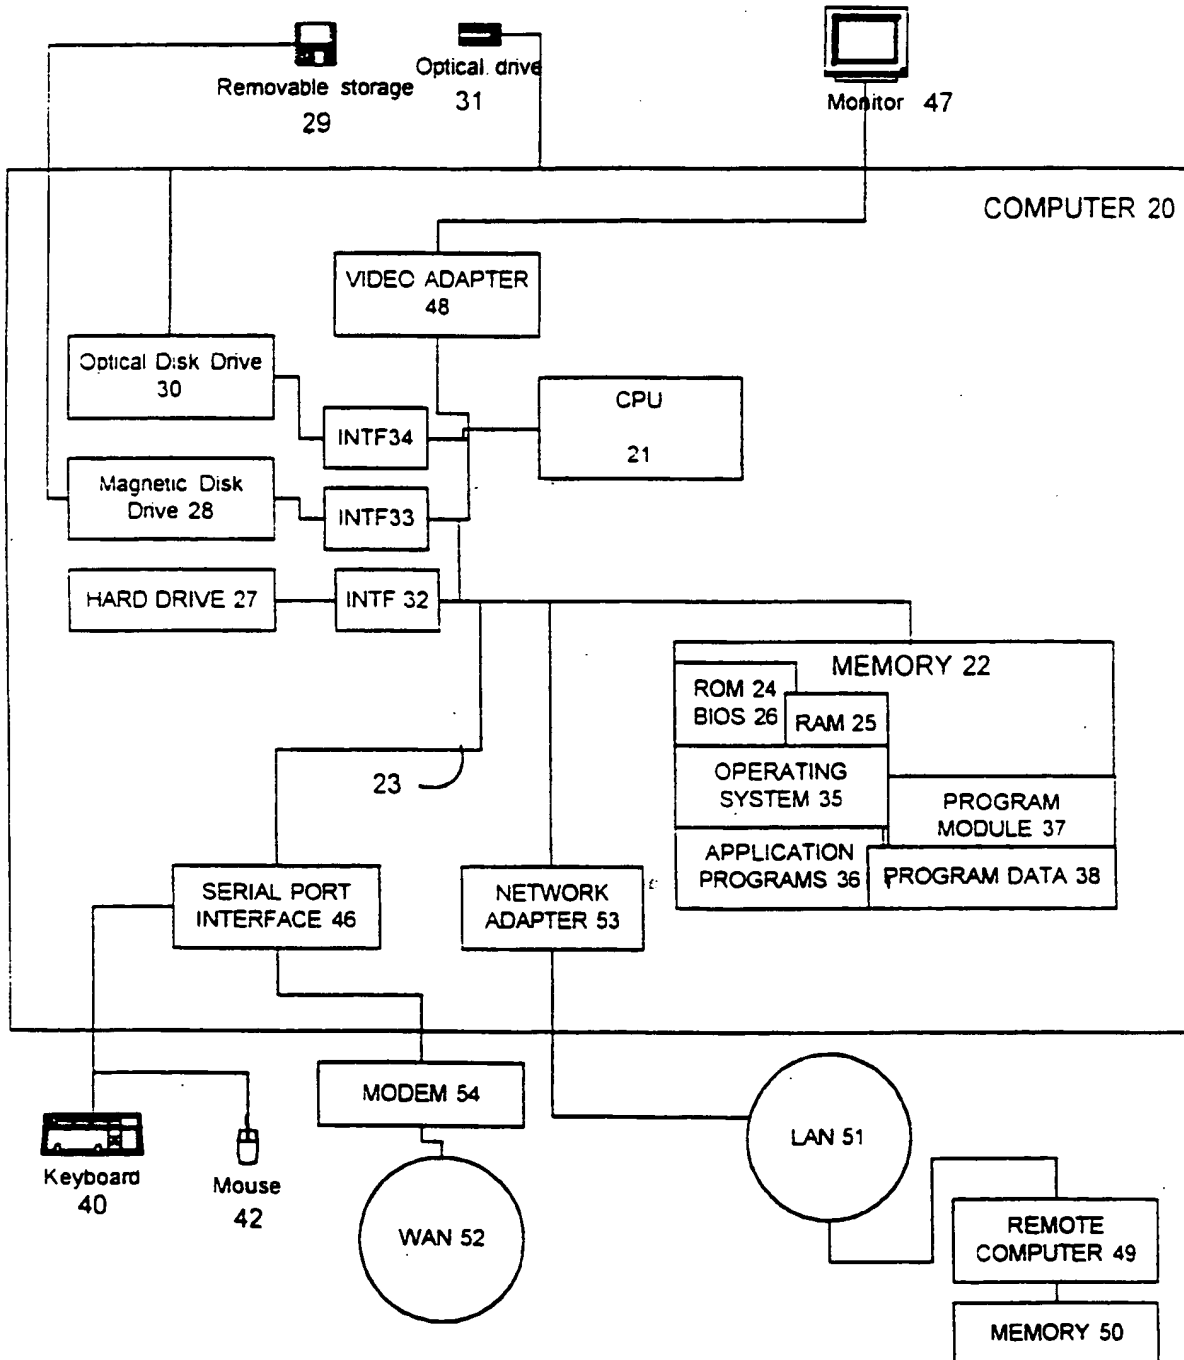 Removable storage
29
Optical drive
31
Monitor 47
COMPUTER 20
VIDEO ADAPTER
48
Optical Disk Drive
30
CPU
21
INTF34
Magnetic Disk
Drive 28
INTF33
HARD DRIVE 27
INTF 32
MEMORY 22
ROM 24
BIOS 26
RAM 25
OPERATING
SYSTEM 35
23
PROGRAM
MODULE 37
APPLICATION
PROGRAMS 36
PROGRAM DATA 38
SERIAL PORT
INTERFACE 46
NETWORK
ADAPTER 53
MODEM 54
LAN 51
Keyboard
40
Mouse
42
WAN 52
REMOTE
COMPUTER 49
MEMORY 50